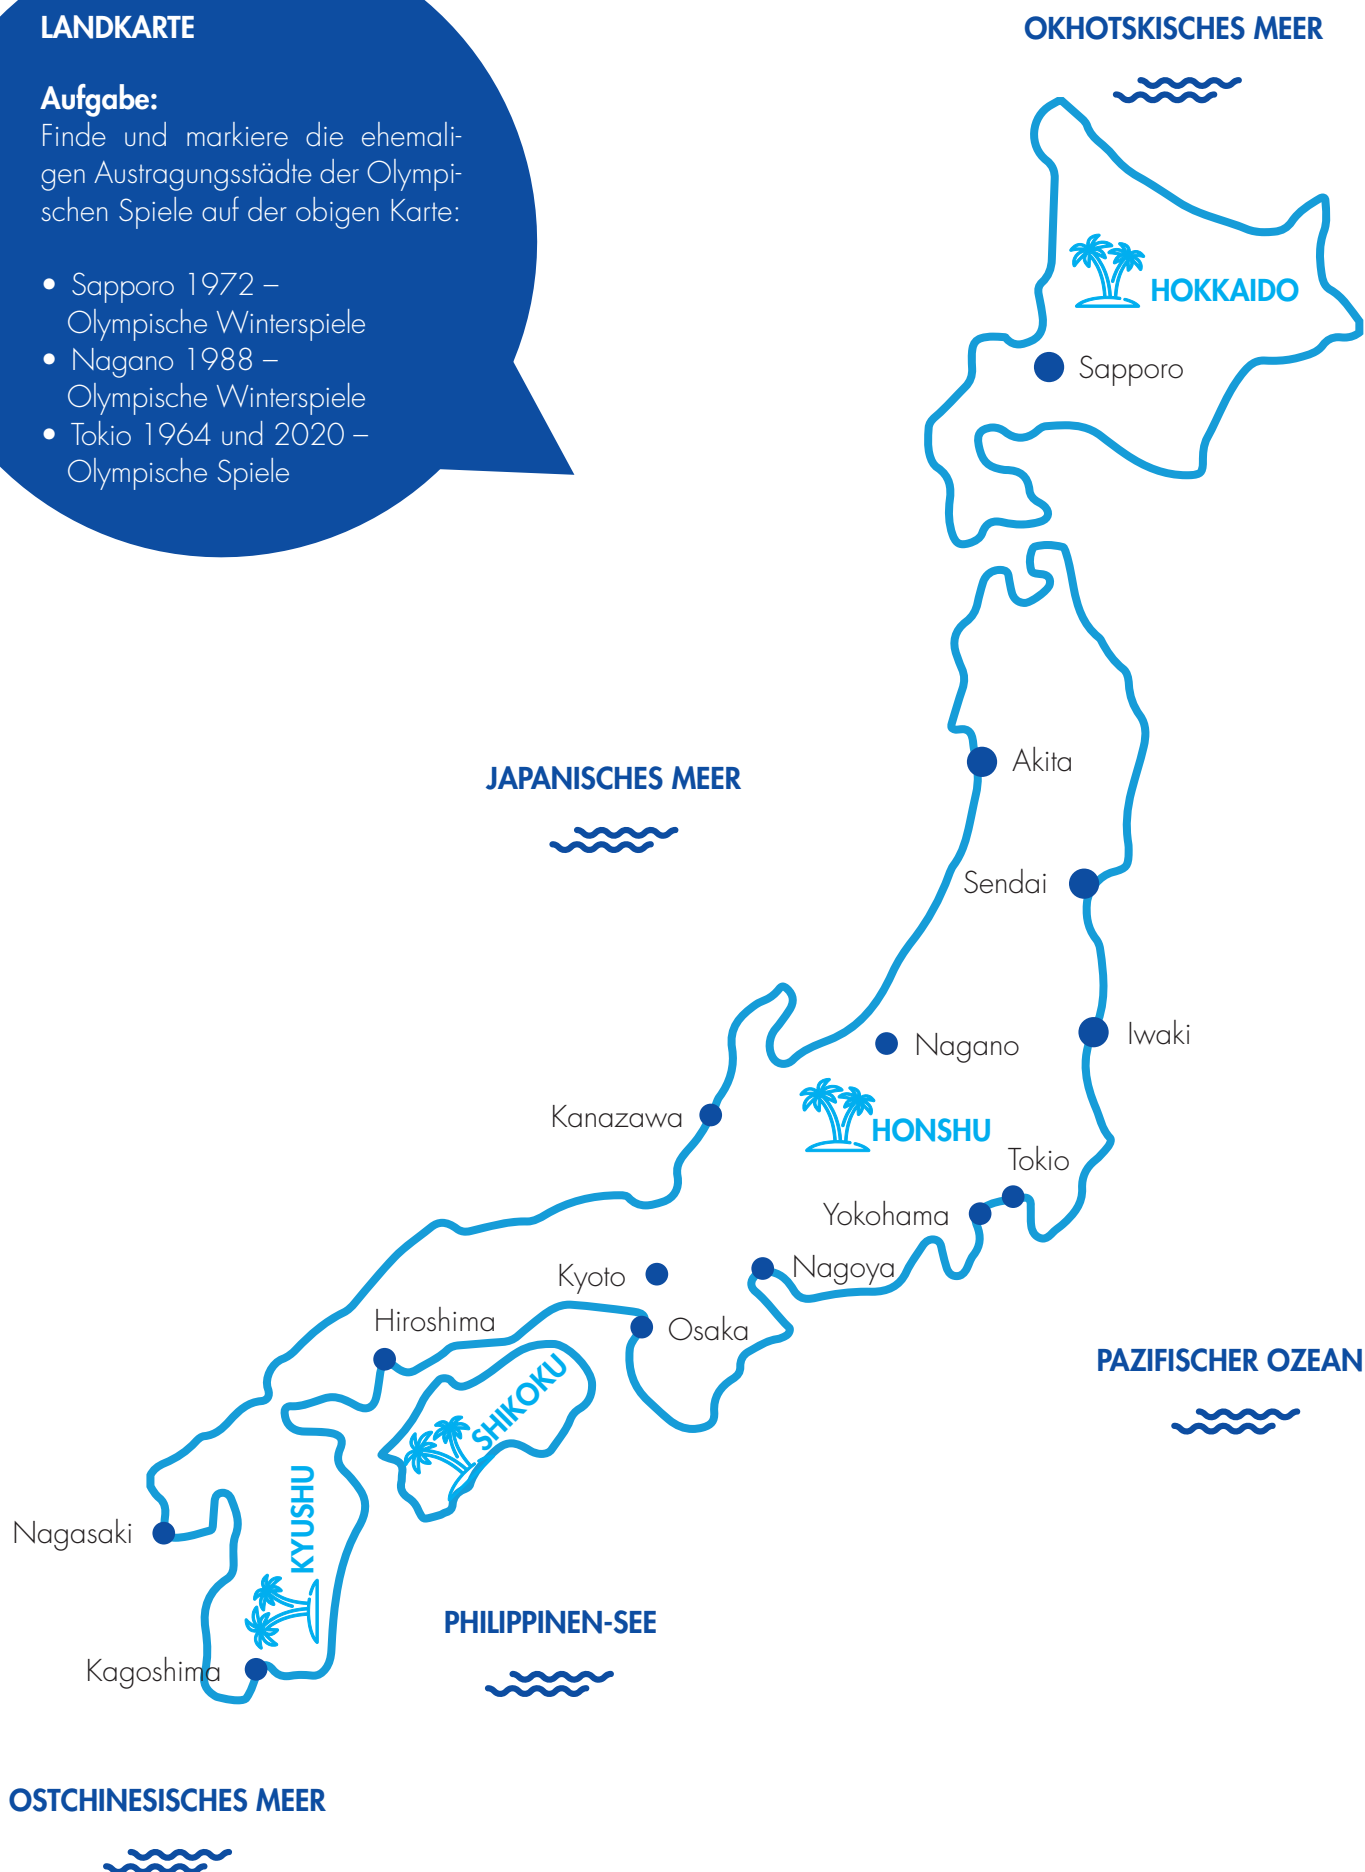 LANDKARTE
Aufgabe:
Finde und markiere die ehemali-
gen Austragungsstädte der Olympi-
schen Spiele auf der obigen Karte:
• Sapporo 1972 –
Olympische Winterspiele
• Nagano 1988 –
Olympische Winterspiele
• Tokio 1964 und 2020 –
Olympische Spiele
OKHOTSKISCHES MEER
HOKKAIDO
Sapporo
JAPANISCHES MEER
Akita
Sendai
Nagano
Iwaki
Kanazawa
HONSHU
Tokio
Yokohama
Kyoto
Nagoya
Hiroshima
Osaka
PAZIFISCHER OZEAN
SHIKOKU
KYUSHU
Nagasaki
PHILIPPINEN-SEE
Kagoshima
OSTCHINESISCHES MEER